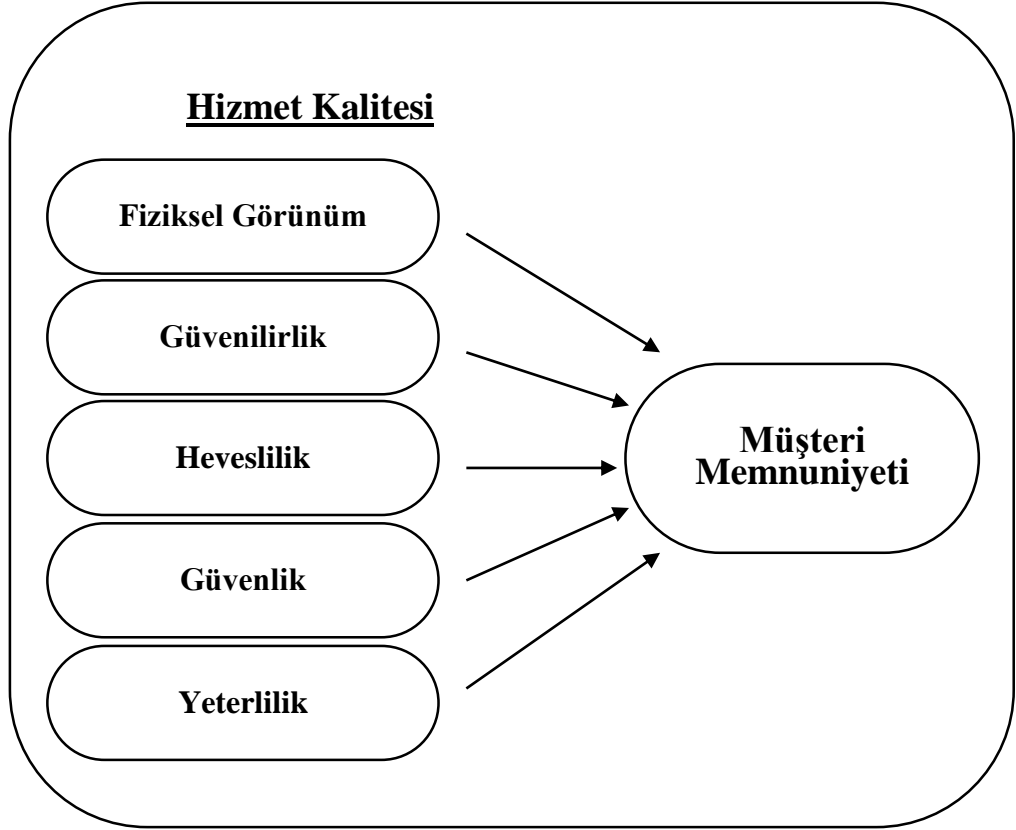 Hizmet Kalitesi
Fiziksel Görünüm
Güvenilirlik
Heveslilik
Güvenlik
Yeterlilik
Müşteri
Memnuniyeti